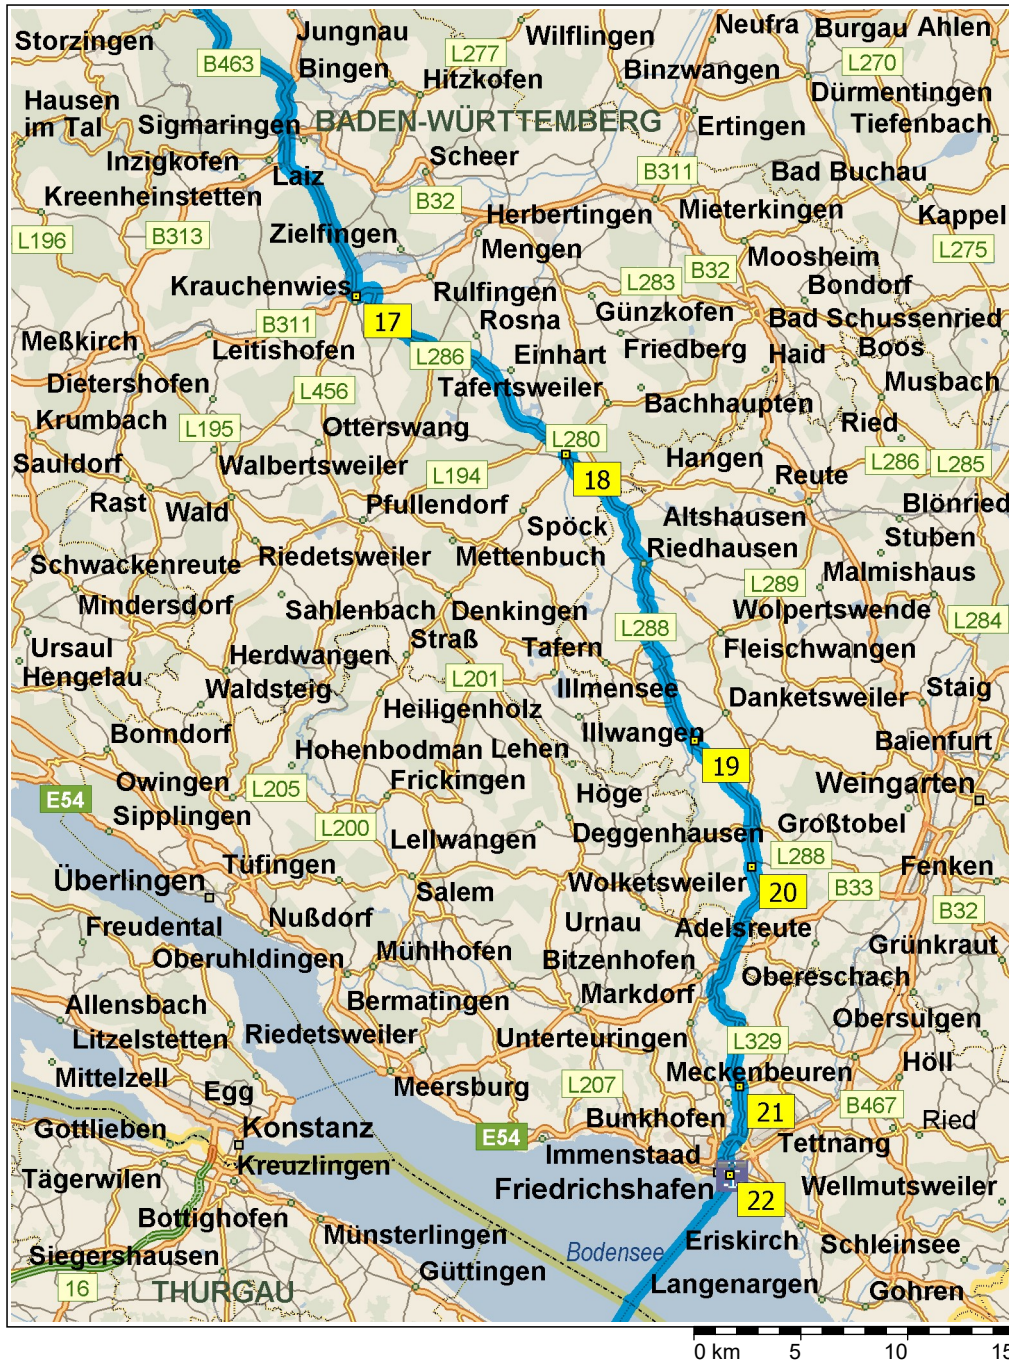 Storzingen
Jungnau
Wilflingen
Neufra
Burgau
Ahlen
B463
Bingen
L277
Hitzkofen
Binzwangen
L270
Hausen
im Tal
Sigmaringen
BADEN-WÜRTTEMBERG
Dürmentingen
Ertingen
Tiefenbach
Inzigkofen
Scheer
Laiz
B311
Bad Buchau
Kreenheinstetten
B32
Herbertingen
Mieterkingen
Kappel
L196
B313
Zielfingen
Mengen
Moosheim
L275
Krauchenwies
Rulfingen
L283
B32
Bondorf
17
B311
Rosna
Günzkofen
Bad Schussenried
Meßkirch
Leitishofen
L286
Einhart
Friedberg
Haid
Boos
Dietershofen
L456
Tafertsweiler
Musbach
Krumbach
L195
Otterswang
Bachhaupten
Ried
L280
Sauldorf
Walbertsweiler
L194
18
Hangen
Reute
L286
L285
Rast
Wald
Pfullendorf
Spöck
Altshausen
Blönried
Stuben
Schwackenreute
Riedetsweiler
Mettenbuch
Riedhausen
L289
Malmishaus
Mindersdorf
Sahlenbach
Denkingen
Wolpertswende
L284
Ursaul
Straß
L288
Tafern
Fleischwangen
Hengelau
Herdwangen
Waldsteig
L201
Illmensee
Danketsweiler
Staig
Heiligenholz
Bonndorf
Hohenbodman
Lehen
Illwangen
Baienfurt
19
Owingen
L205
Frickingen
Höge
Weingarten
E54
Sipplingen
L200
Lellwangen
Deggenhausen
Großtobel
Tüfingen
L288
Fenken
Überlingen
Salem
Wolketsweiler
20
B33
Freudental
Nußdorf
Urnau
Adelsreute
B32
Oberuhldingen
Mühlhofen
Bitzenhofen
Grünkraut
Allensbach
Bermatingen
Markdorf
Obereschach
Litzelstetten
Riedetsweiler
Unterteuringen
L329
Obersulgen
Mittelzell
Egg
Meersburg
L207
Meckenbeuren
Höll
21
B467
Gottlieben
Konstanz
E54
Bunkhofen
Tettnang
Ried
Tägerwilen
Kreuzlingen
Immenstaad
Friedrichshafen
22
Wellmutsweiler
Bottighofen
Münsterlingen
Bodensee
Eriskirch
Schleinsee
Siegershausen
16
THURGAU
Güttingen
Langenargen
Gohren
0 km
5
10
15